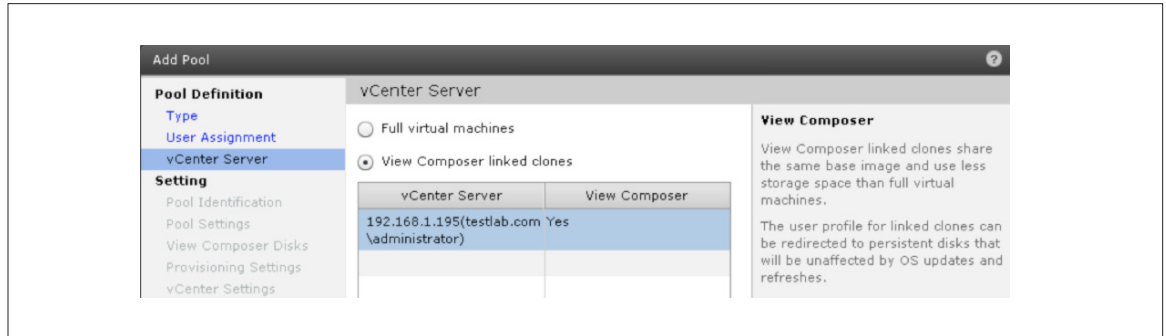 Add Pool
?
Pool Definition
Type
User Assignment
vCenter Server
Setting
Pool Identification
Pool Settings
View Composer Disks
Provisioning Settings
vCenter Settings
vCenter Server
Full virtual machines
View Composer linked clones
vCenter Server View Composer
192.168.1.195(testlab.com Yes
\administrator)
View Composer
View Composer linked clones share
the same base image and use less
storage space than full virtual
machines.
The user profile for linked clones can
be redirected to persistent disks that
will be unaffected by OS updates and
refreshes.